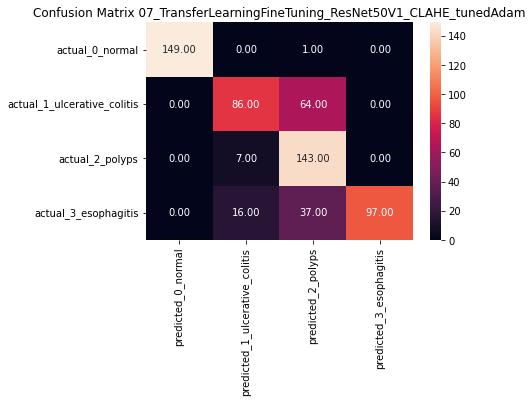 Confusion Matrix 07_TransferLearningFineTuning_ResNet50V1_CLAHE_tunedAdam
actual_0_normal
149.00 0.00 1.00 0.00
actual_1_ulcerative_colitis
0.00 86.00 64.00 0.00
actual_2_polyps
0.00 7.00 143.00 0.00
actual_3_esophagitis
0.00 16.00 37.00 97.00
predicted_0_normal
predicted_1_ulcerative_colitis
predicted_2_polyps
predicted_3_esophagitis
140
120
100
80
60
40
20
0